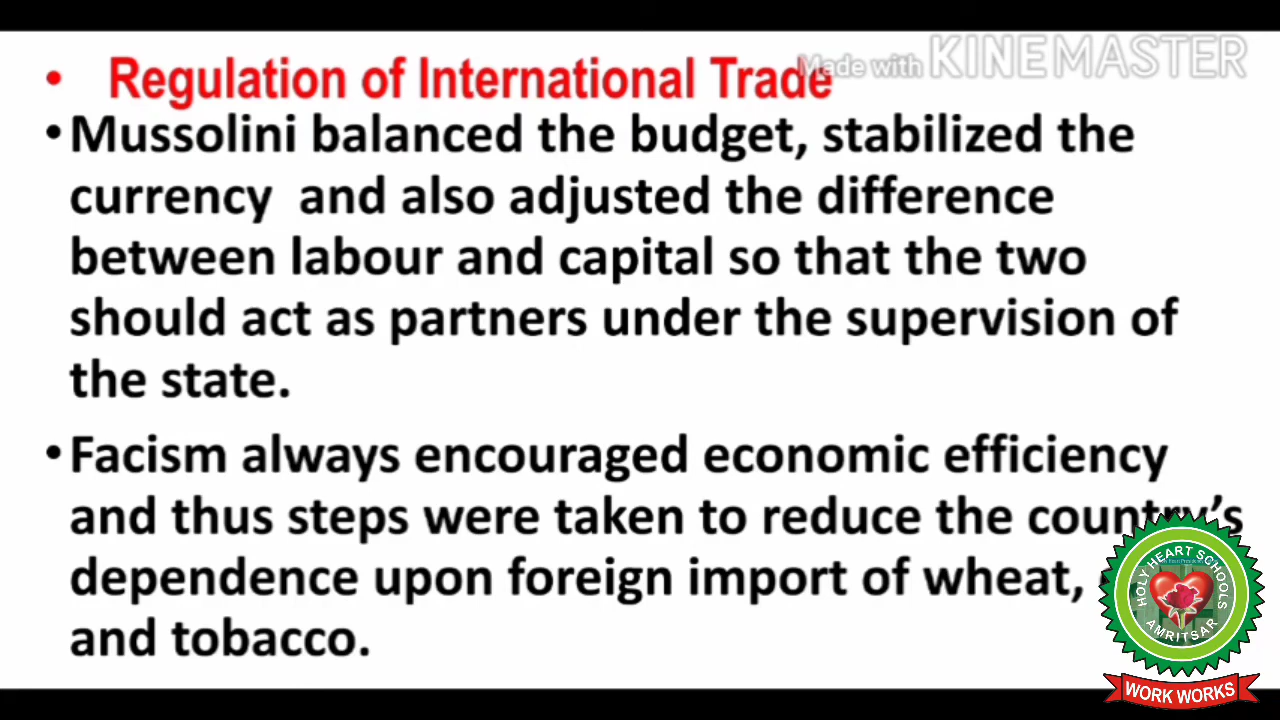 • Regulation of International Trade
Made with KINEMASTER
• Mussolini balanced the budget, stabilized the
currency and also adjusted the difference
between labour and capital so that the two
should act as partners under the supervision of
the state.
• Facism always encouraged economic efficiency
and thus steps were taken to reduce the country's
dependence upon foreign import of wheat,
and tobacco.
HOLY HEART SCHOOLS
AMRITSAR
WORK WORKS